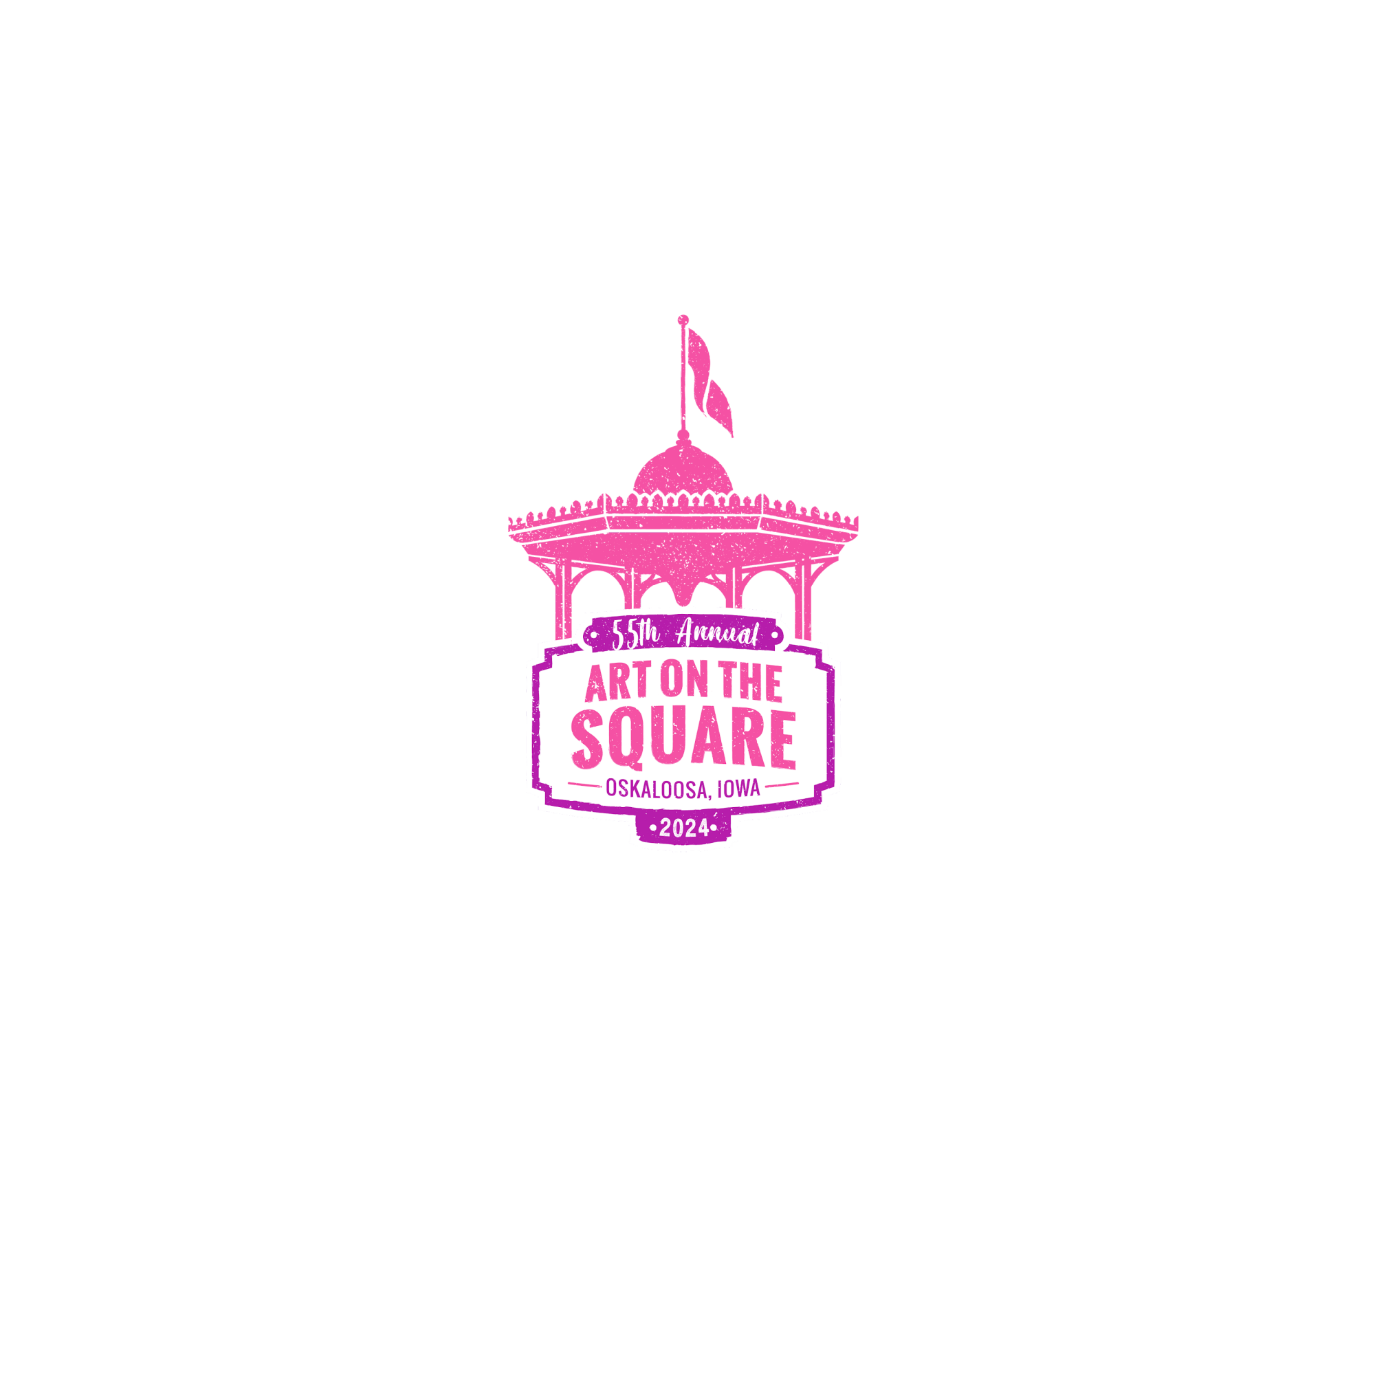 55th Annual
ART ON THE
SQUARE
OSKALOOSA, IOWA
•2024•